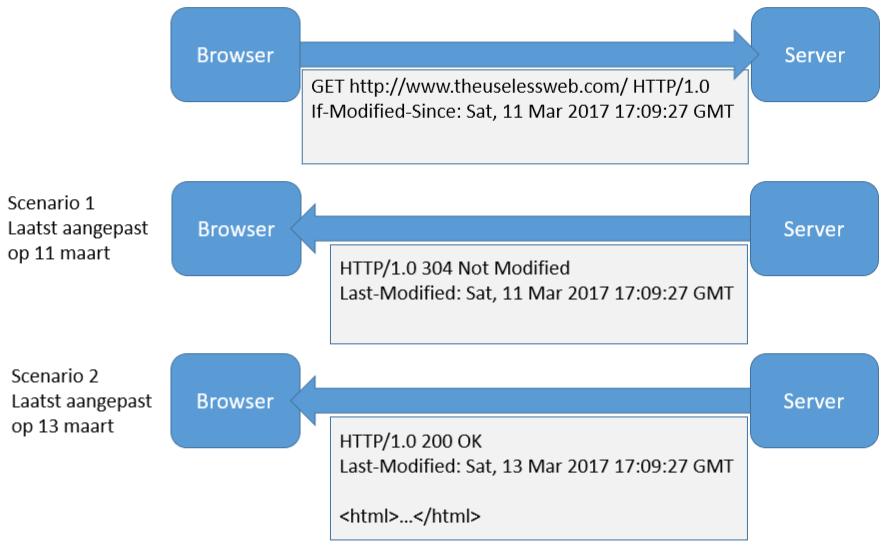 Browser
Server
GET http://www.theuselessweb.com/ HTTP/1.0
If-Modified-Since: Sat, 11 Mar 2017 17:09:27 GMT
Scenario 1
Laatst aangepast
op 11 maart
Browser
Server
HTTP/1.0 304 Not Modified
Last-Modified: Sat, 11 Mar 2017 17:09:27 GMT
Scenario 2
Laatst aangepast
op 13 maart
Browser
Server
HTTP/1.0 200 OK
Last-Modified: Sat, 13 Mar 2017 17:09:27 GMT
<html>...</html>